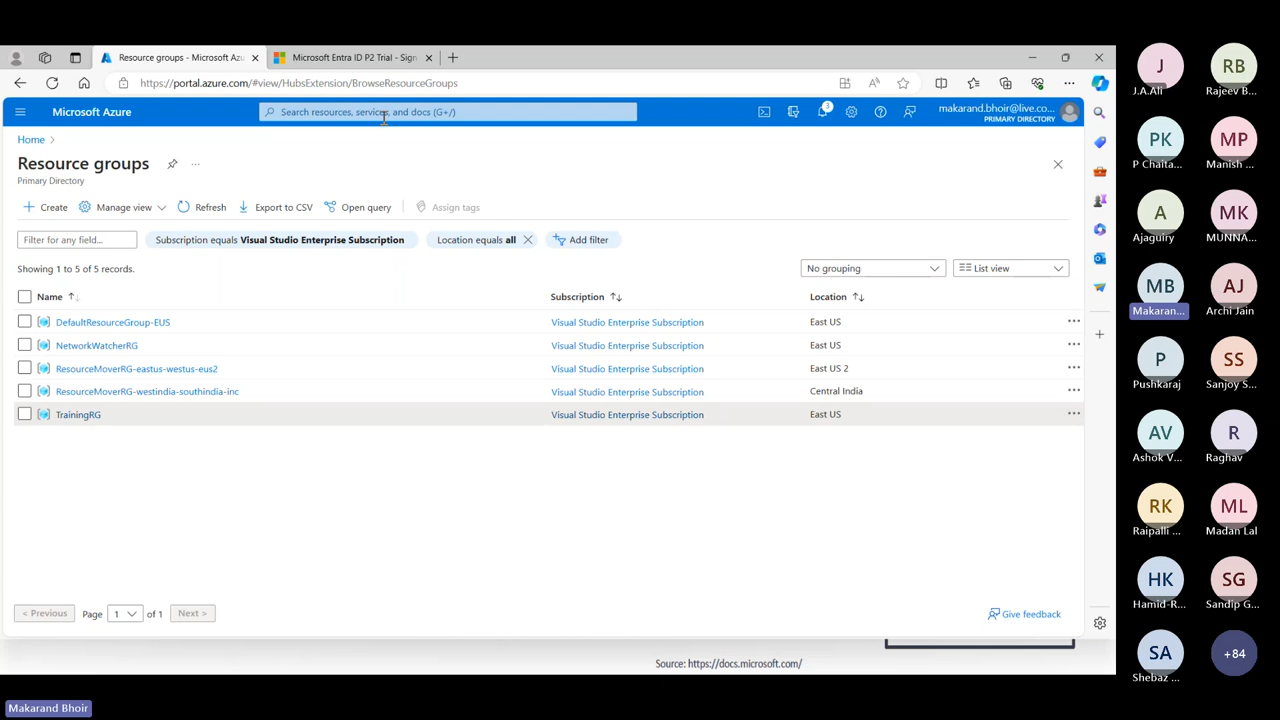 Resource groups - Microsoft Azu
Microsoft Entra ID P2 Trial - Sign
https://portal.azure.com/#view/HubsExtension/BrowseResourceGroups
Microsoft Azure
Search resources, services, and docs (G+/)
3
makarand.bhoir@live.co...
PRIMARY DIRECTORY
Home >
Resource groups
...
Primary Directory
Create
Manage view
Refresh
Export to CSV
Open query
Assign tags
Filter for any field...
Subscription equals Visual Studio Enterprise Subscription
Location equals all
Add filter
Showing 1 to 5 of 5 records.
No grouping
List view
Name
Subscription
Location
DefaultResourceGroup-EUS Visual Studio Enterprise Subscription East US
NetworkWatcherRG Visual Studio Enterprise Subscription East US
ResourceMoverRG-eastus-westus-eus2 Visual Studio Enterprise Subscription East US 2
ResourceMoverRG-westindia-southindia-inc Visual Studio Enterprise Subscription Central India
TrainingRG Visual Studio Enterprise Subscription East US
< Previous
Page 1 of 1
Next >
Give feedback
Source: https://docs.microsoft.com/
Makarand Bhoir
J
J.A.Ali
RB
Rajeev B...
PK
P Chaita...
MP
Manish ...
A
Ajaguiry
MK
MUNNA...
MB
Makaran...
AJ
Archi Jain
P
Pushkaraj
SS
Sanjoy S...
AV
Ashok V...
R
Raghav
RK
Raipalli ...
ML
Madan Lal
HK
Hamid-R...
SG
Sandip G...
SA
Shebaz ...
+84